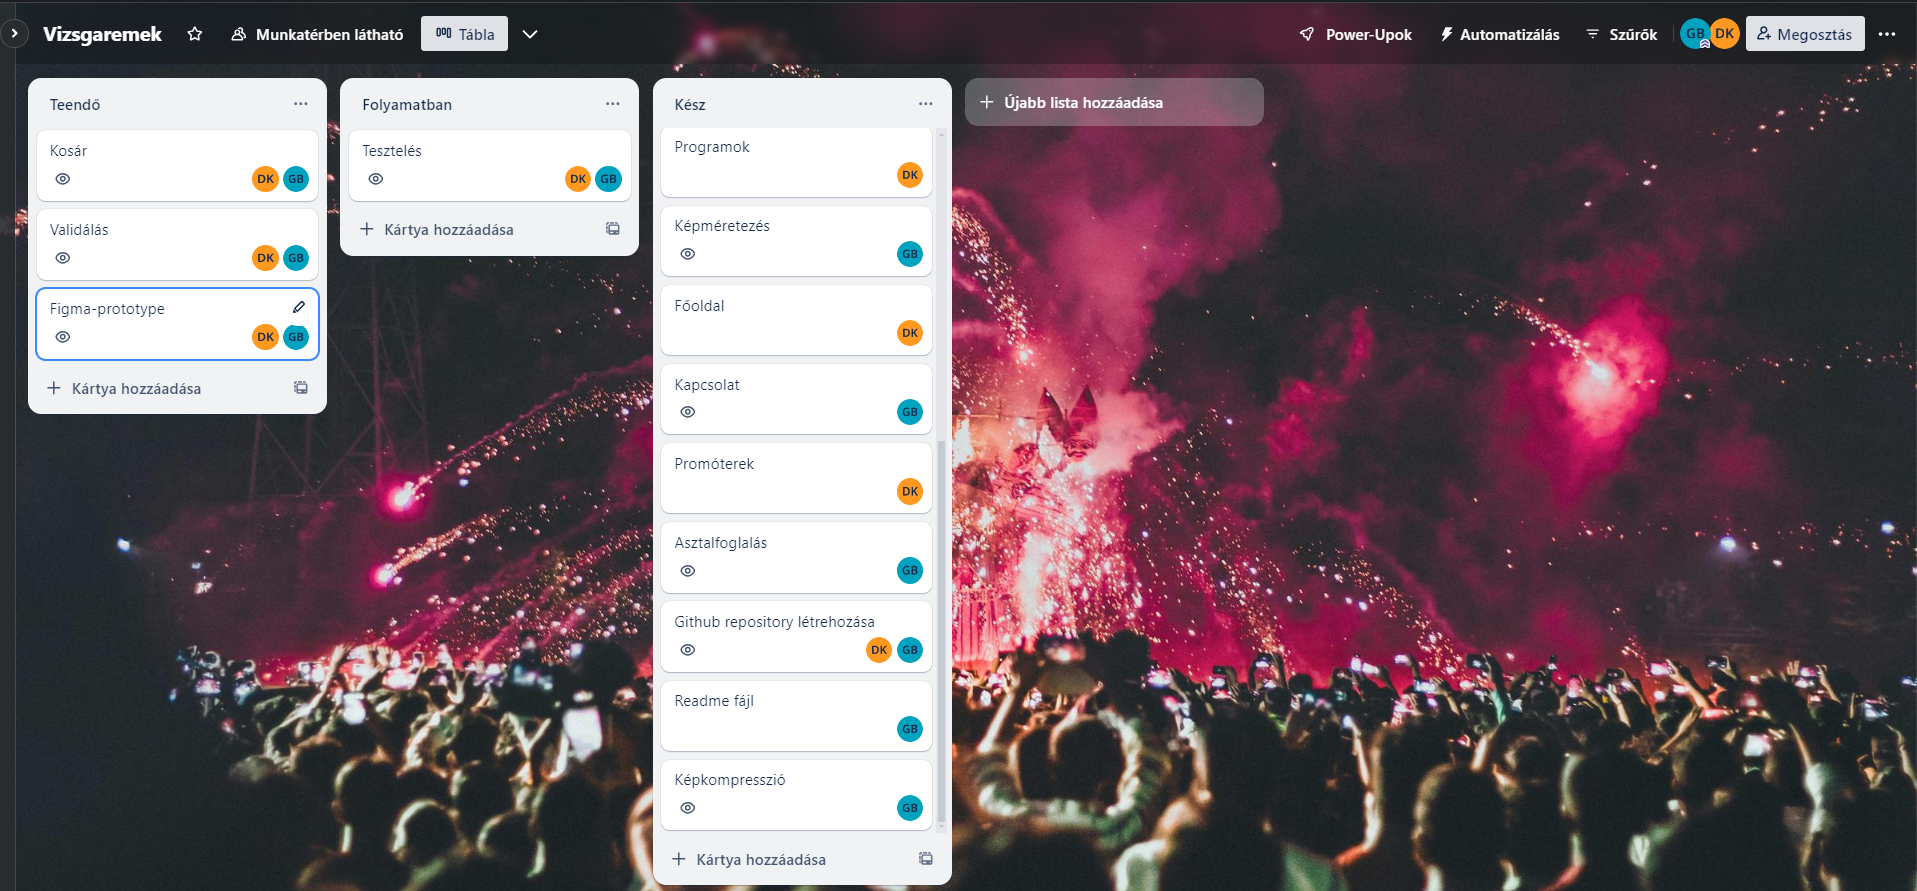 Vizsgaremek
Munkatérben látható
Tábla
Power-Upok
Automatizálás
Szűrők
GB
DK
Megosztás
Teendő
Kosár
DK
GB
Validálás
DK
GB
Figma-prototype
DK
GB
Kártya hozzáadása
Folyamatban
Tesztelés
DK
GB
Kártya hozzáadása
Kész
Programok
DK
Képméretezés
GB
Főoldal
DK
Kapcsolat
GB
Promóterek
DK
Asztalfoglalás
GB
Github repository létrehozása
DK
GB
Readme fájl
GB
Képkompresszió
GB
Kártya hozzáadása
Újabb lista hozzáadása